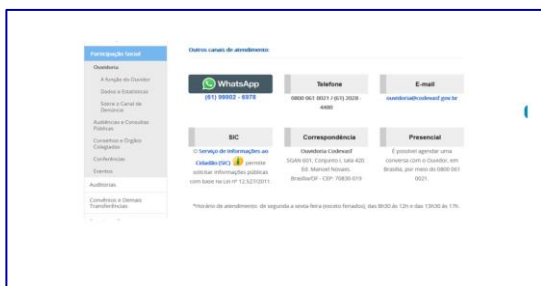 Participação Social
Ouvidoria
A função do Ouvidor
Dados e Estatísticas
Sobre o Canal de
Denúncia
Audiências e Consultas
Públicas
Conselhos e Órgãos
Colegiados
Conferências
Eventos
Auditorias
Convênios e Demais
Transferências
Outros canais de atendimento
WhatsApp
(61) 99902 - 6978
Telefone
0800 061 0021 / (61) 2028 -
4486
E-mail
ouvidoria@codevasf.gov.br
SIC
O Serviço de Informações ao
Cidadão (SIC) permite
solicitar informações públicas
com base na Lei nº 12.527/2011.
Correspondência
Ouvidoria Codevasf
SGAN 601, Conjunto I, sala 420.
Ed. Manoel Novaes.
Brasília/DF - CEP: 70830-019
Presencial
É possível agendar uma
conversa com o Ouvidor, em
Brasília, por meio do 0800 061
0021.
*Horário de atendimento: de segunda a sexta-feira (exceto feriados), das 8h00 às 12h e das 13h30 às 17h.